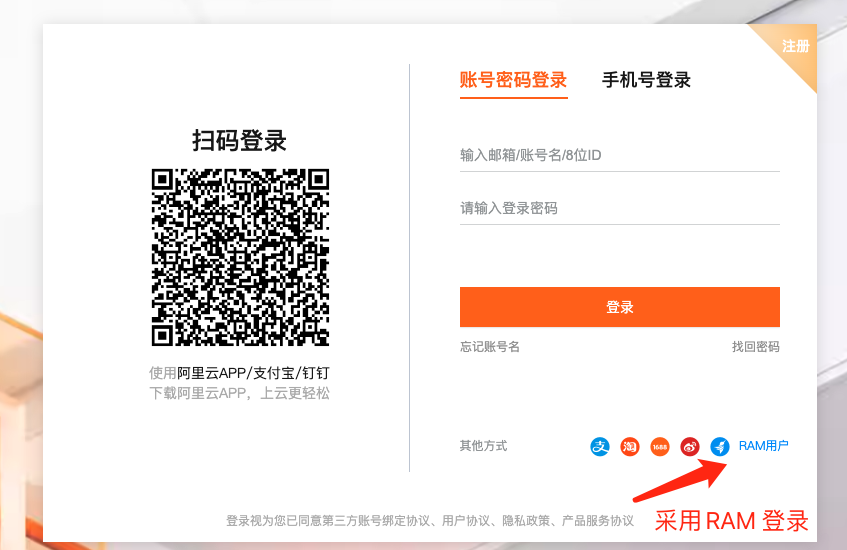 注册
账号密码登录 手机号登录
扫码登录
输入邮箱/账号名/8位ID
请输入登录密码
登录
忘记账号名 找回密码
使用阿里云APP/支付宝/钉钉
下载阿里云APP，上云更轻松
其他方式 支 淘 1688 RAM用户
登录视为您已同意第三方账号绑定协议、用户协议、隐私政策、产品服务协议
采用RAM 登录